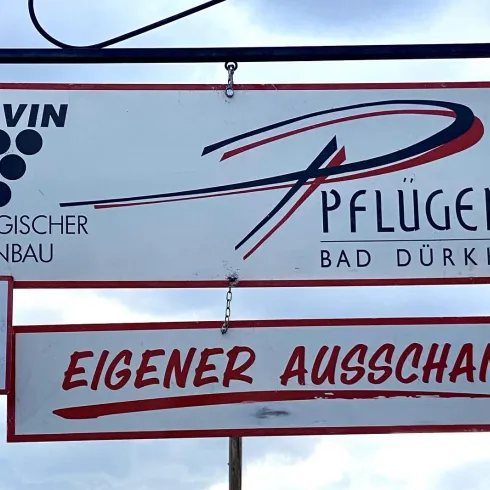 VIN
GISCHER
NBAU
PFLÜGE
BAD DÜRK
EIGENER AUSSCHA